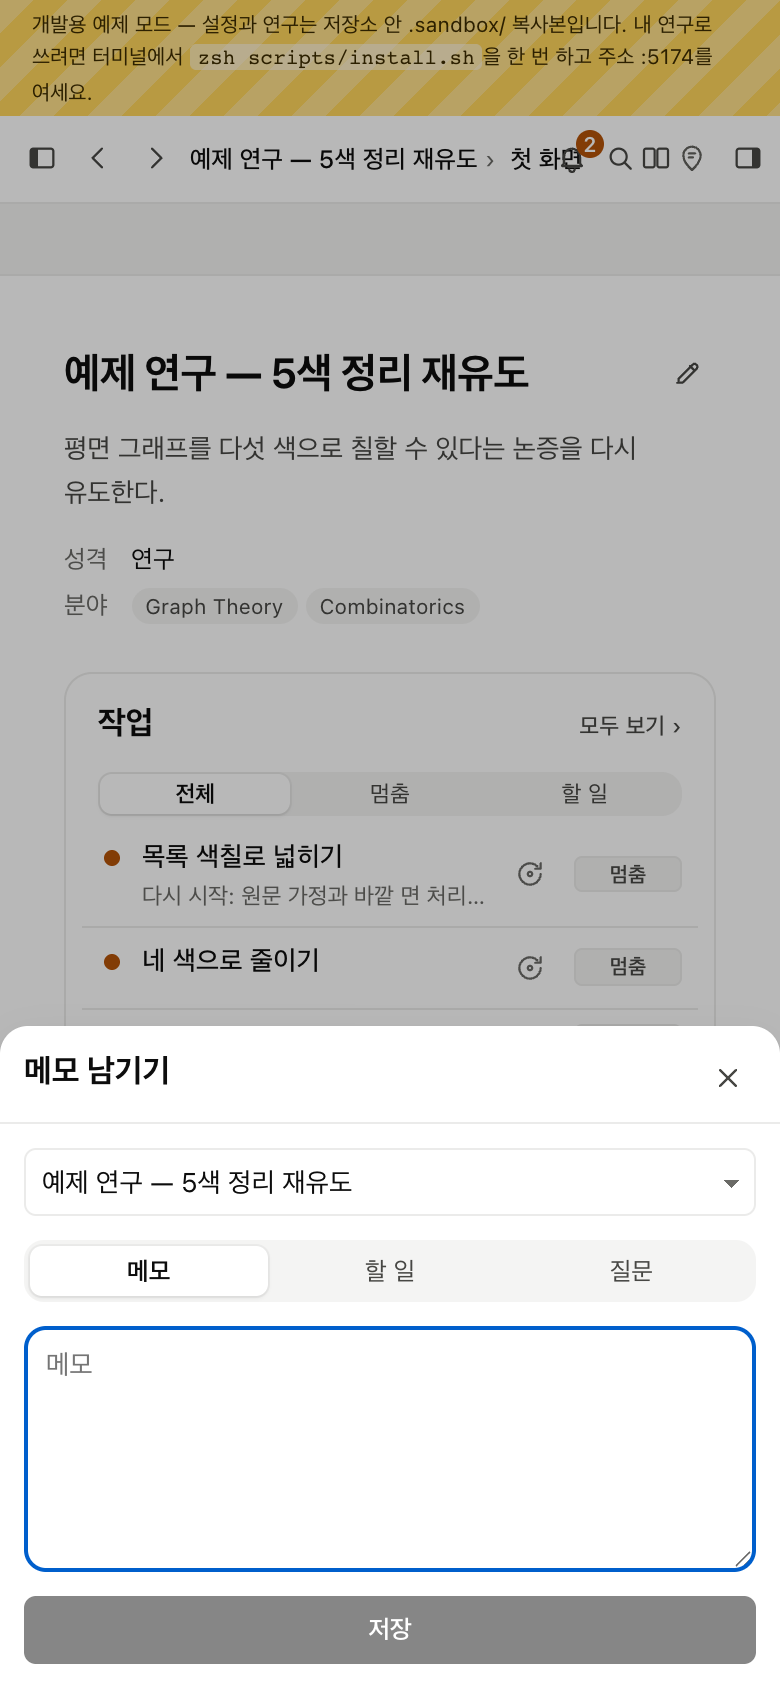 개발용 예제 모드 — 설정과 연구는 저장소 안 .sandbox/ 복사본입니다. 내 연구로
쓰려면 터미널에서 zsh scripts/install.sh 을 한 번 하고 주소 :5174를
여세요.
예제 연구 — 5색 정리 재유도 › 첫 화면
2
예제 연구 — 5색 정리 재유도
평면 그래프를 다섯 색으로 칠할 수 있다는 논증을 다시
유도한다.
성격 연구
분야 Graph Theory Combinatorics
작업 모두 보기 ›
전체 멈춤 할 일
목록 색칠로 넓히기 멈춤
다시 시작: 원문 가정과 바깥 면 처리...
네 색으로 줄이기 멈춤
메모 남기기
예제 연구 — 5색 정리 재유도
메모 할 일 질문
메모
저장